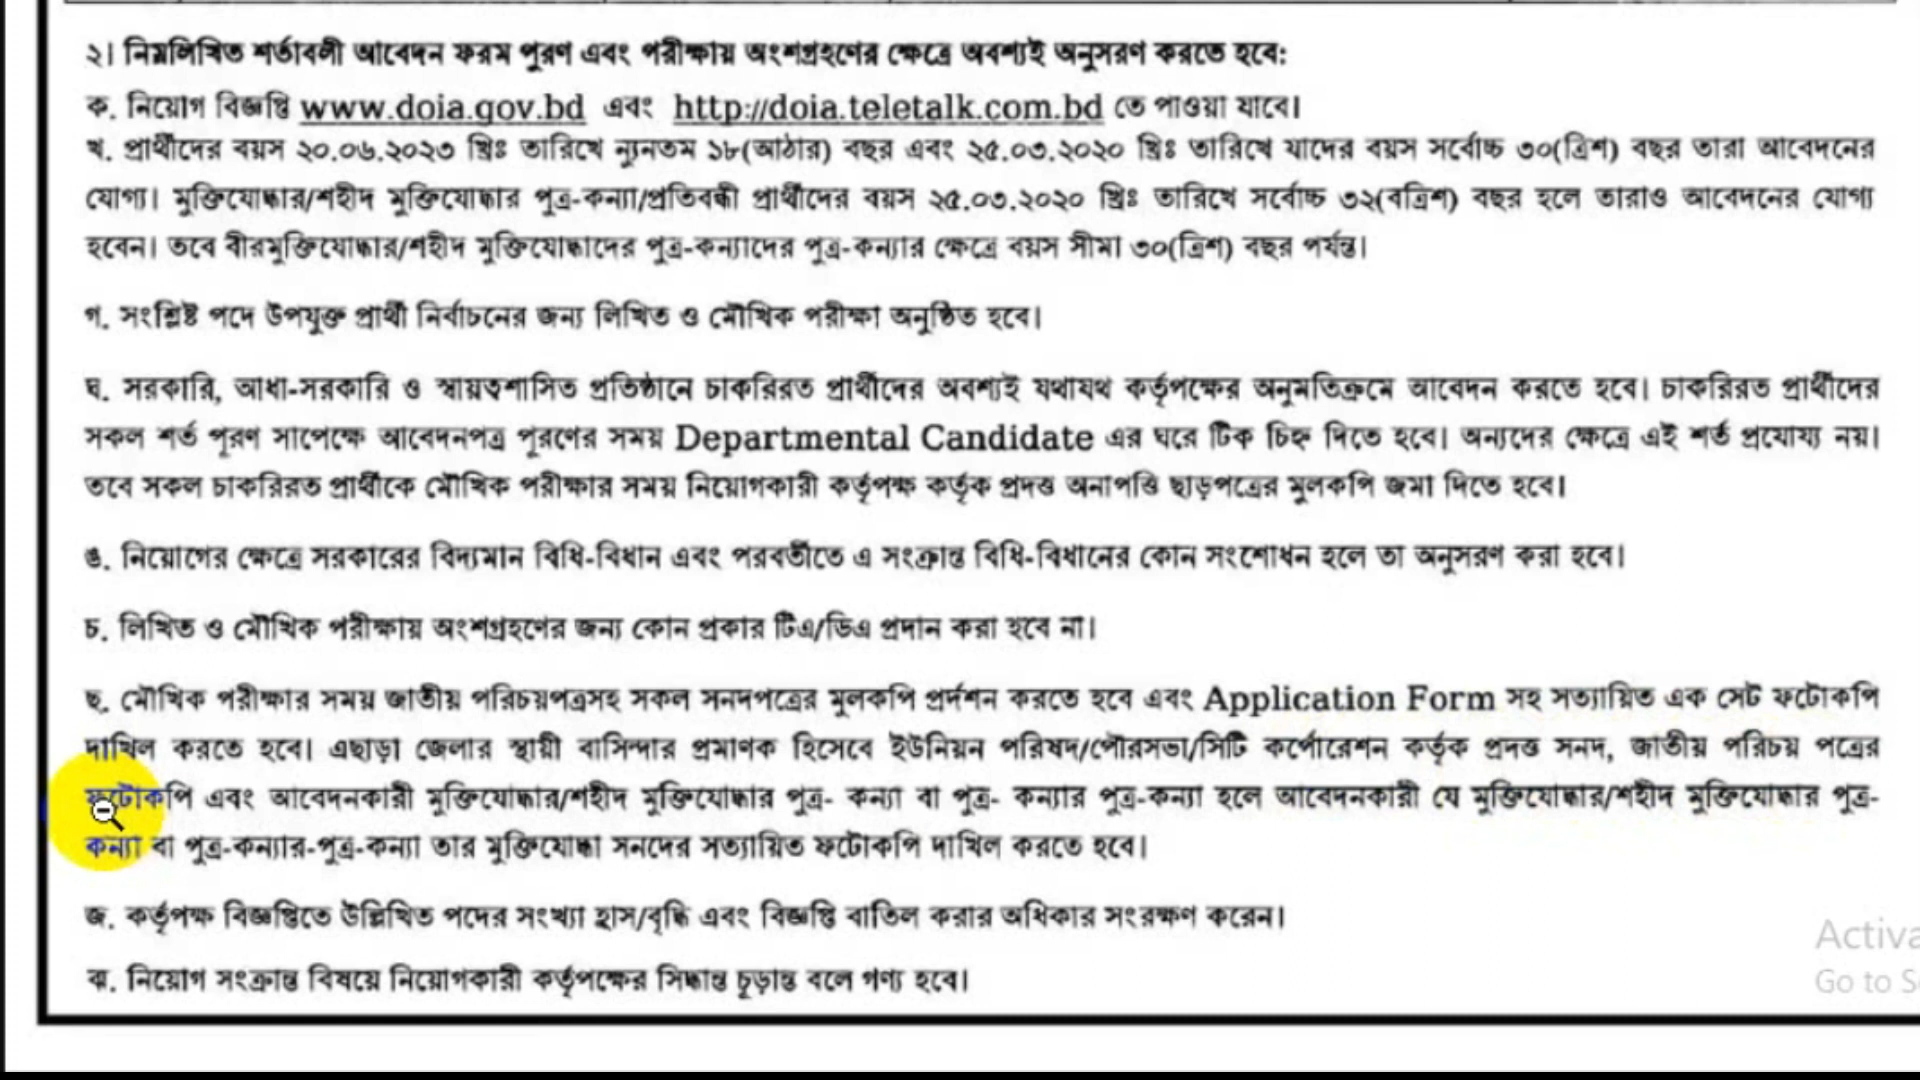 ২। নিম্নলিখিত শর্তাবলী আবেদন ফরম পুরণ এবং পরীক্ষায় অংশগ্রহণের ক্ষেত্রে অবশ্যই অনুসরণ করতে হবে:
ক. নিয়োগ বিজ্ঞপ্তি www.doia.gov.bd এবং http://doia.teletalk.com.bd তে পাওয়া যাবে।
খ. প্রার্থীদের বয়স ২০.০৬.২০২৩ খ্রিঃ তারিখে ন্যুনতম ১৮(আঠার) বছর এবং ২৫.০৩.২০২০ খ্রিঃ তারিখে যাদের বয়স সর্বোচ্চ ৩০(ত্রিশ) বছর তারা আবেদনের
যোগ্য। মুক্তিযোদ্ধার/শহীদ মুক্তিযোদ্ধার পুত্র-কন্যা/প্রতিবন্ধী প্রার্থীদের বয়স ২৫.০৩.২০২০ খ্রিঃ তারিখে সর্বোচ্চ ৩২(বত্রিশ) বছর হলে তারাও আবেদনের যোগ্য
হবেন। তবে বীরমুক্তিযোদ্ধার/শহীদ মুক্তিযোদ্ধাদের পুত্র-কন্যাদের পুত্র-কন্যার ক্ষেত্রে বয়স সীমা ৩০(ত্রিশ) বছর পর্যন্ত।
গ. সংশ্লিষ্ট পদে উপযুক্ত প্রার্থী নির্বাচনের জন্য লিখিত ও মৌখিক পরীক্ষা অনুষ্ঠিত হবে।
ঘ. সরকারি, আধা-সরকারি ও স্বায়ত্বশাসিত প্রতিষ্ঠানে চাকরিরত প্রার্থীদের অবশ্যই যথাযথ কর্তৃপক্ষের অনুমতিক্রমে আবেদন করতে হবে। চাকরিরত প্রার্থীদের
সকল শর্ত পূরণ সাপেক্ষে আবেদনপত্র পূরণের সময় Departmental Candidate এর ঘরে টিক চিহ্ন দিতে হবে। অন্যদের ক্ষেত্রে এই শর্ত প্রযোয্য নয়।
তবে সকল চাকরিরত প্রার্থীকে মৌখিক পরীক্ষার সময় নিয়োগকারী কর্তৃপক্ষ কর্তৃক প্রদত্ত অনাপত্তি ছাড়পত্রের মুলকপি জমা দিতে হবে।
ঙ. নিয়োগের ক্ষেত্রে সরকারের বিদ্যমান বিধি-বিধান এবং পরবর্তীতে এ সংক্রান্ত বিধি-বিধানের কোন সংশোধন হলে তা অনুসরণ করা হবে।
চ. লিখিত ও মৌখিক পরীক্ষায় অংশগ্রহণের জন্য কোন প্রকার টিএ/ডিএ প্রদান করা হবে না।
ছ. মৌখিক পরীক্ষার সময় জাতীয় পরিচয়পত্রসহ সকল সনদপত্রের মুলকপি প্রর্দশন করতে হবে এবং Application Form সহ সত্যায়িত এক সেট ফটোকপি
দাখিল করতে হবে। এছাড়া জেলার স্থায়ী বাসিন্দার প্রমাণক হিসেবে ইউনিয়ন পরিষদ/পৌরসভা/সিটি কর্পোরেশন কর্তৃক প্রদত্ত সনদ, জাতীয় পরিচয় পত্রের
ফটোকপি এবং আবেদনকারী মুক্তিযোদ্ধার/শহীদ মুক্তিযোদ্ধার পুত্র- কন্যা বা পুত্র- কন্যার পুত্র-কন্যা হলে আবেদনকারী যে মুক্তিযোদ্ধার/শহীদ মুক্তিযোদ্ধার পুত্র-
কন্যা বা পুত্র-কন্যার-পুত্র-কন্যা তার মুক্তিযোদ্ধা সনদের সত্যায়িত ফটোকপি দাখিল করতে হবে।
জ. কর্তৃপক্ষ বিজ্ঞপ্তিতে উল্লিখিত পদের সংখ্যা হ্রাস/বৃদ্ধি এবং বিজ্ঞপ্তি বাতিল করার অধিকার সংরক্ষণ করেন।
ঝ. নিয়োগ সংক্রান্ত বিষয়ে নিয়োগকারী কর্তৃপক্ষের সিদ্ধান্ত চূড়ান্ত বলে গণ্য হবে।
Activa
Go to S